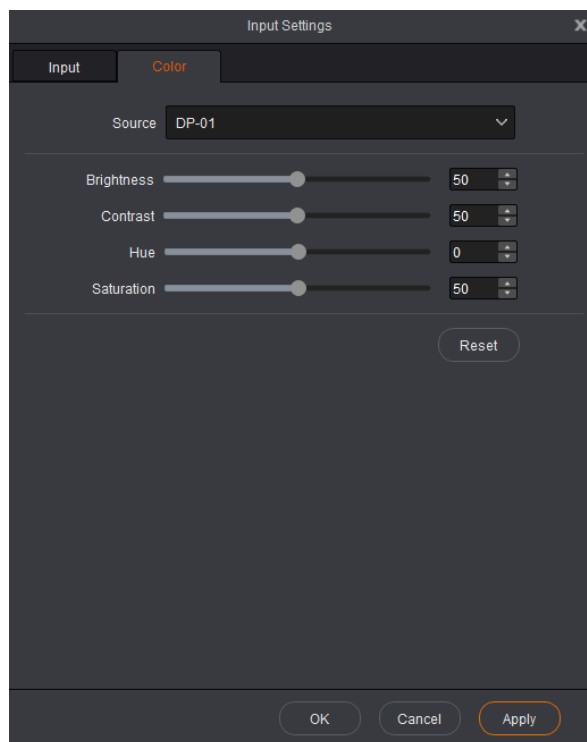 Input Settings
Input Color
Source DP-01
Brightness 50
Contrast 50
Hue 0
Saturation 50
Reset
OK Cancel Apply